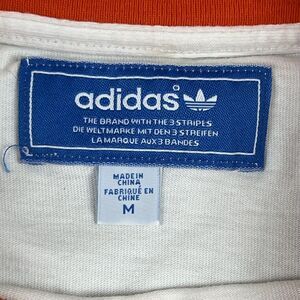 adidas®
THE BRAND WITH THE 3 STRIPES
DIE WELTMARKE MIT DEN 3 STREIFEN
LA MARQUE AUX 3 BANDES
MADE IN
CHINA
FABRIQUÉ EN
CHINE
M